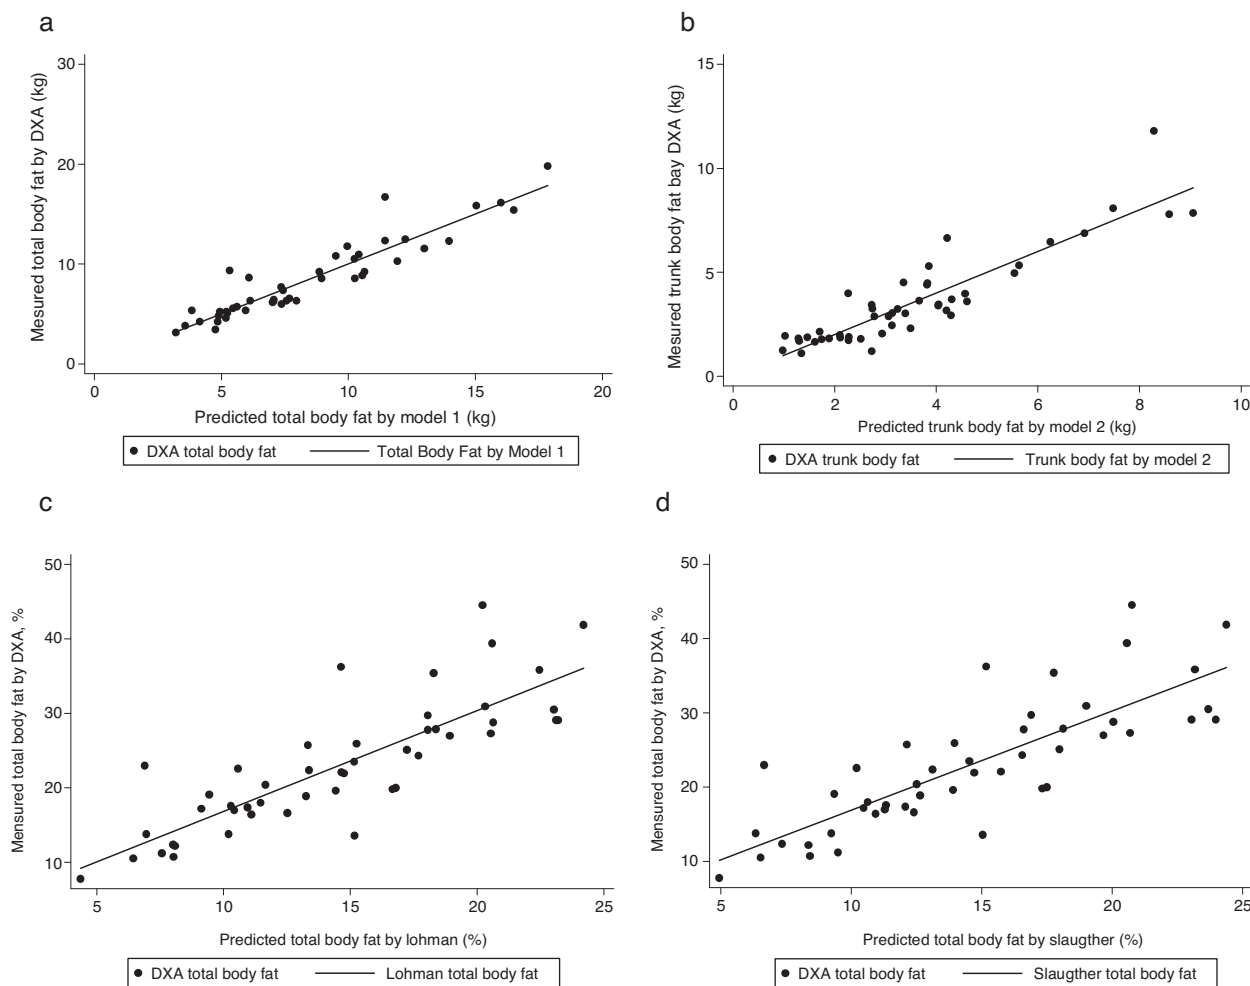 a
Mesured total body fat by DXA (kg)
30
20
10
0
0 5 10 15 20
Predicted total body fat by model 1 (kg)
DXA total body fat Total Body Fat by Model 1
b
Mesured trunk body fat bay DXA (kg)
15
10
5
0
0 2 4 6 8 10
Predicted trunk body fat by model 2 (kg)
DXA trunk body fat Trunk body fat by model 2
c
Mensured total body fat by DXA, %
50
40
30
20
10
5 10 15 20 25
Predicted total body fat by lohman (%)
DXA total body fat Lohman total body fat
d
Mensured total body fat by DXA, %
50
40
30
20
10
5 10 15 20 25
Predicted total body fat by slaugther (%)
DXA total body fat Slaugther total body fat